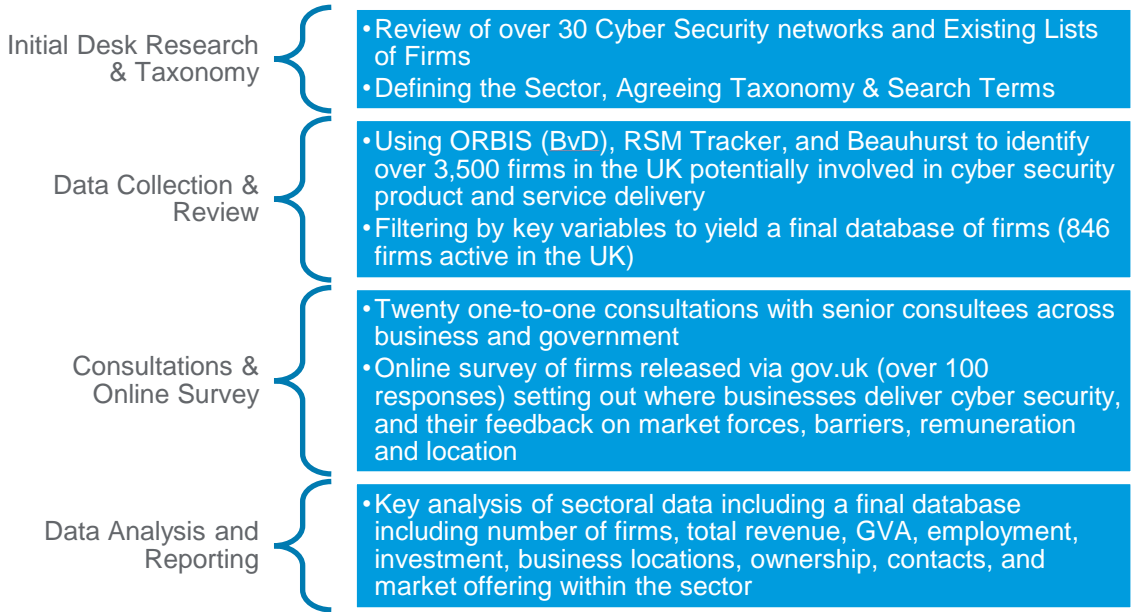 Initial Desk Research
& Taxonomy
•Review of over 30 Cyber Security networks and Existing Lists
of Firms
•Defining the Sector, Agreeing Taxonomy & Search Terms
Data Collection &
Review
•Using ORBIS (BvD), RSM Tracker, and Beauhurst to identify
over 3,500 firms in the UK potentially involved in cyber security
product and service delivery
•Filtering by key variables to yield a final database of firms (846
firms active in the UK)
Consultations &
Online Survey
•Twenty one-to-one consultations with senior consultees across
business and government
•Online survey of firms released via gov.uk (over 100
responses) setting out where businesses deliver cyber security,
and their feedback on market forces, barriers, remuneration
and location
Data Analysis and
Reporting
•Key analysis of sectoral data including a final database
including number of firms, total revenue, GVA, employment,
investment, business locations, ownership, contacts, and
market offering within the sector